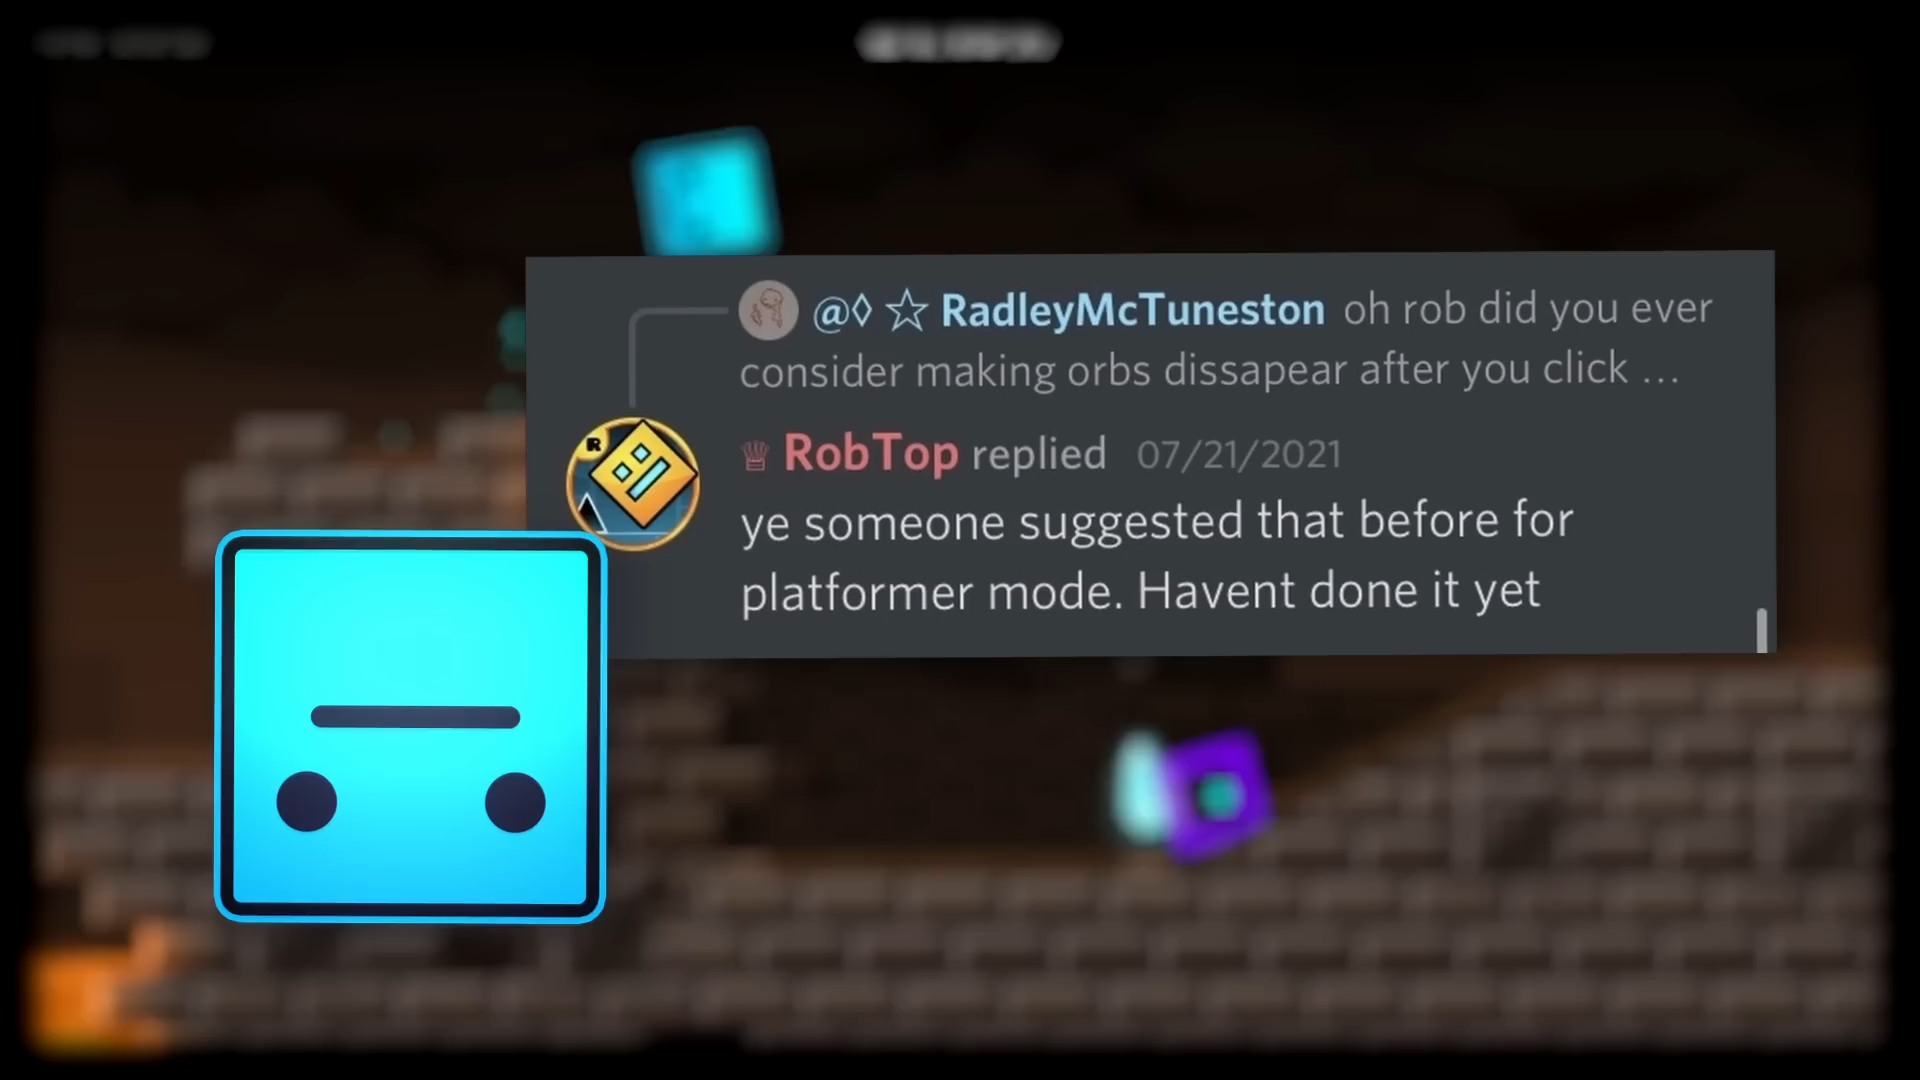 @◊ ☆ RadleyMcTuneston oh rob did you ever
consider making orbs dissapear after you click ...
RobTop replied 07/21/2021
ye someone suggested that before for
platformer mode. Havent done it yet